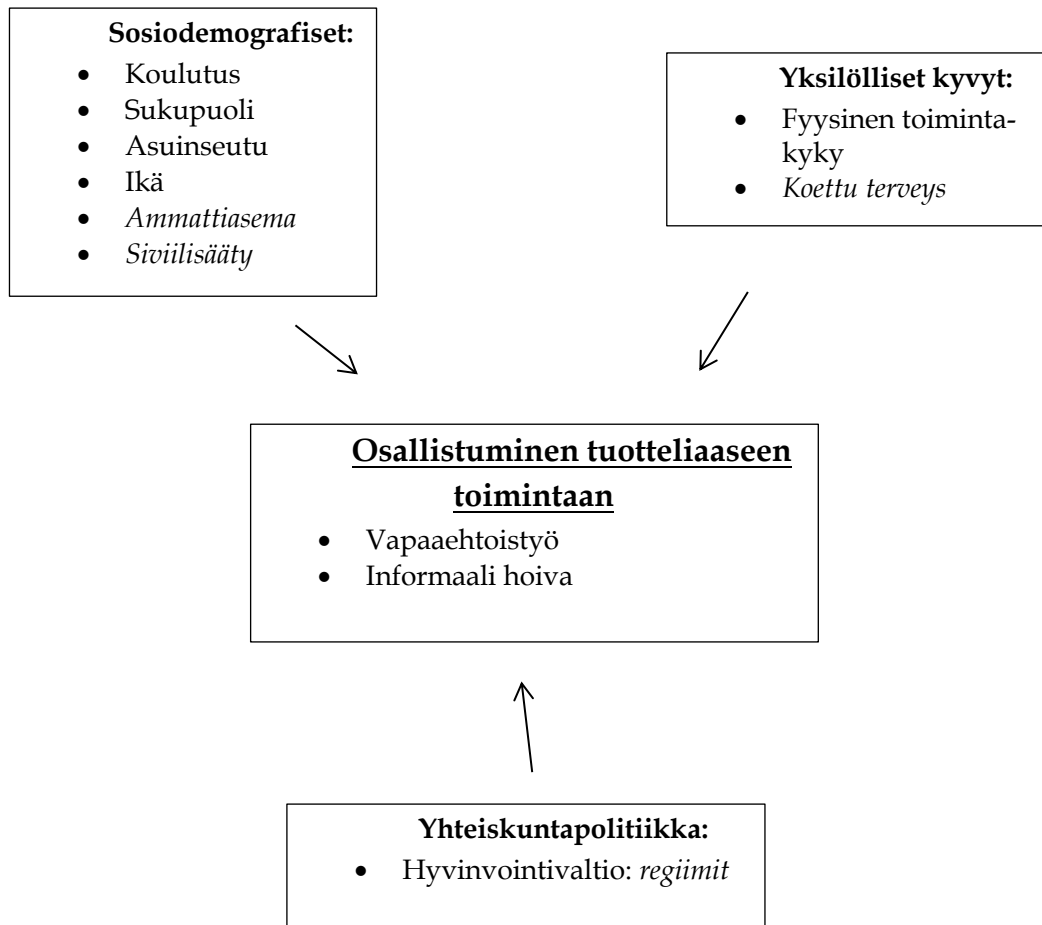 Sosiodemografiset:
• Koulutus
• Sukupuoli
• Asuinseutu
• Ikä
• Ammattiasema
• Siviilisääty
Yksilölliset kyvyt:
• Fyysinen toiminta-
kyky
• Koettu terveys
Osallistuminen tuotteliaaseen
toimintaan
• Vapaaehtoistyö
• Informaali hoiva
Yhteiskuntapolitiikka:
• Hyvinvointivaltio: regiimit